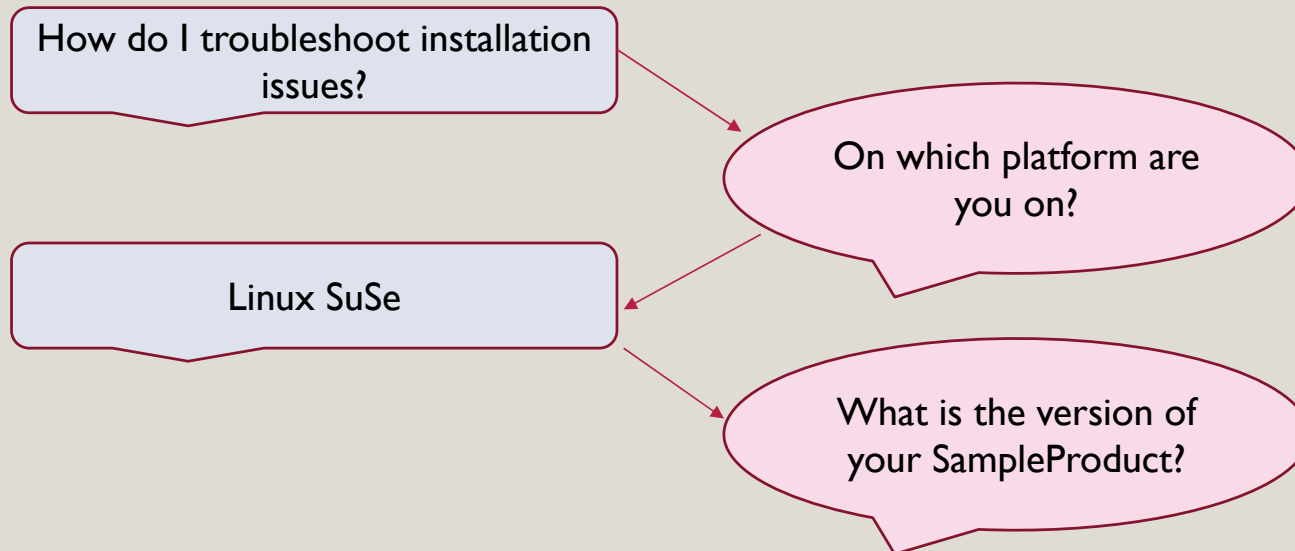 How do I troubleshoot installation
issues?
On which platform are
you on?
Linux SuSe
What is the version of
your SampleProduct?